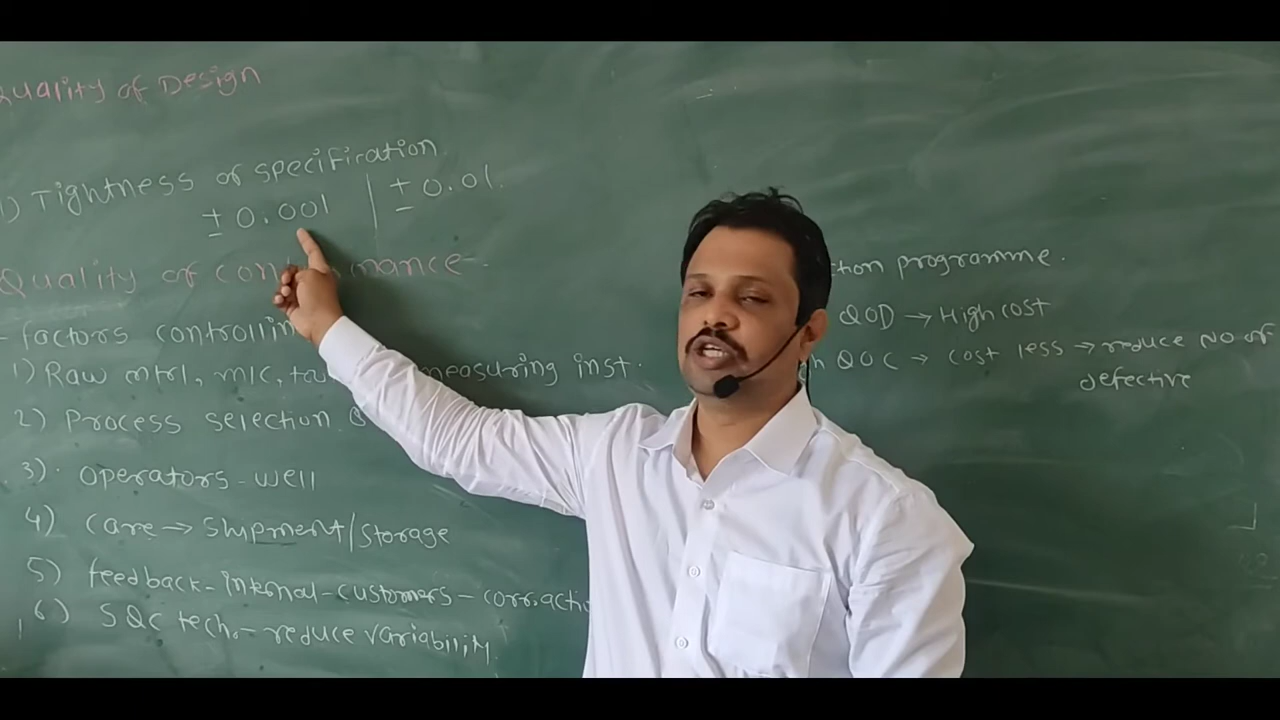 Quality of Design
1) Tightness of specification
± 0.001 | ± 0.01.
Quality of con mance
- factors controllin
1) Raw mtrl, m/c, measuring inst.
2) Process selection
3) operators - well
4) care → Shipment/storage
5) feedback - internal - customers - corr. actio
6) SQC tech. - reduce variability
tion programme.
QOD → High cost
QOC → cost less → reduce No of
defective